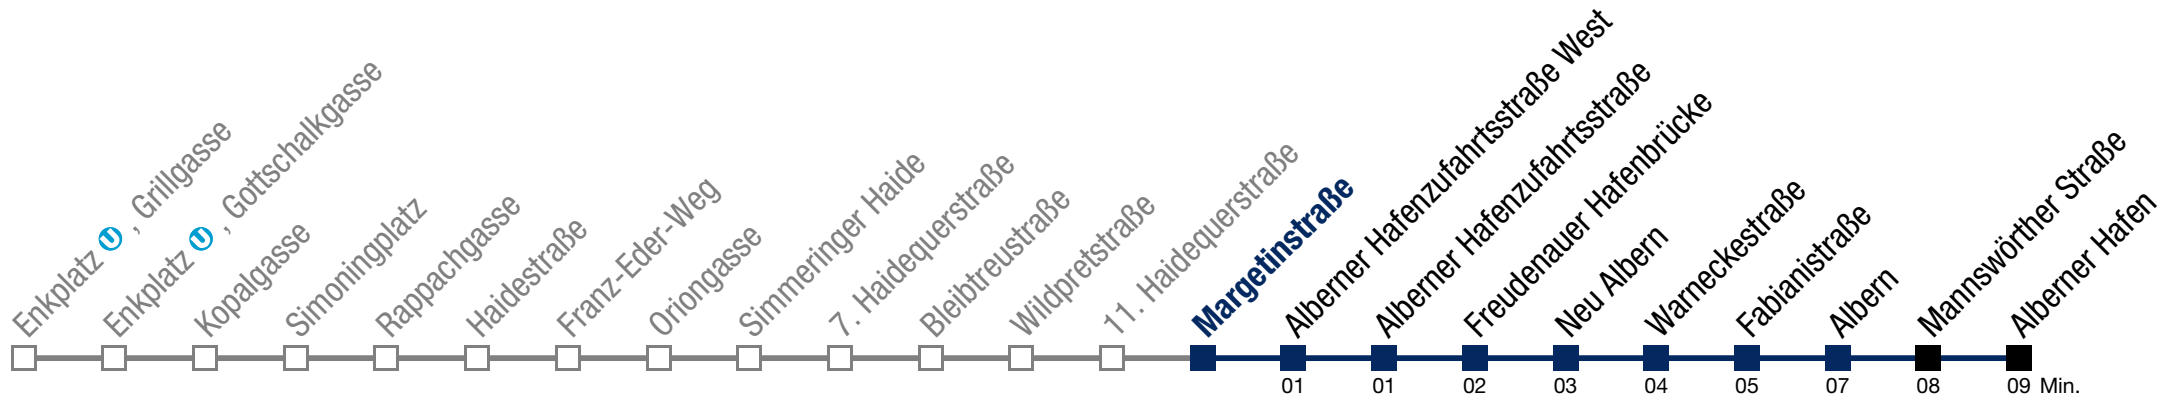 Enkplatz U, Grillgasse
Enkplatz U, Gottschalkgasse
Kopalgasse
Simoningplatz
Rappachgasse
Haidestraße
Franz-Eder-Weg
Oriongasse
Simmeringer Haide
7. Haidequerstraße
Bleibtreustraße
Wildpretstraße
11. Haidequerstraße
Margetinstraße
Alberner Hafenzufahrtsstraße West
Alberner Hafenzufahrtsstraße
Freudenauer Hafenbrücke
Neu Albern
Warneckestraße
Fabianistraße
Albern
Mannswörther Straße
Alberner Hafen
01 01 02 03 04 05 07 08 09 Min.